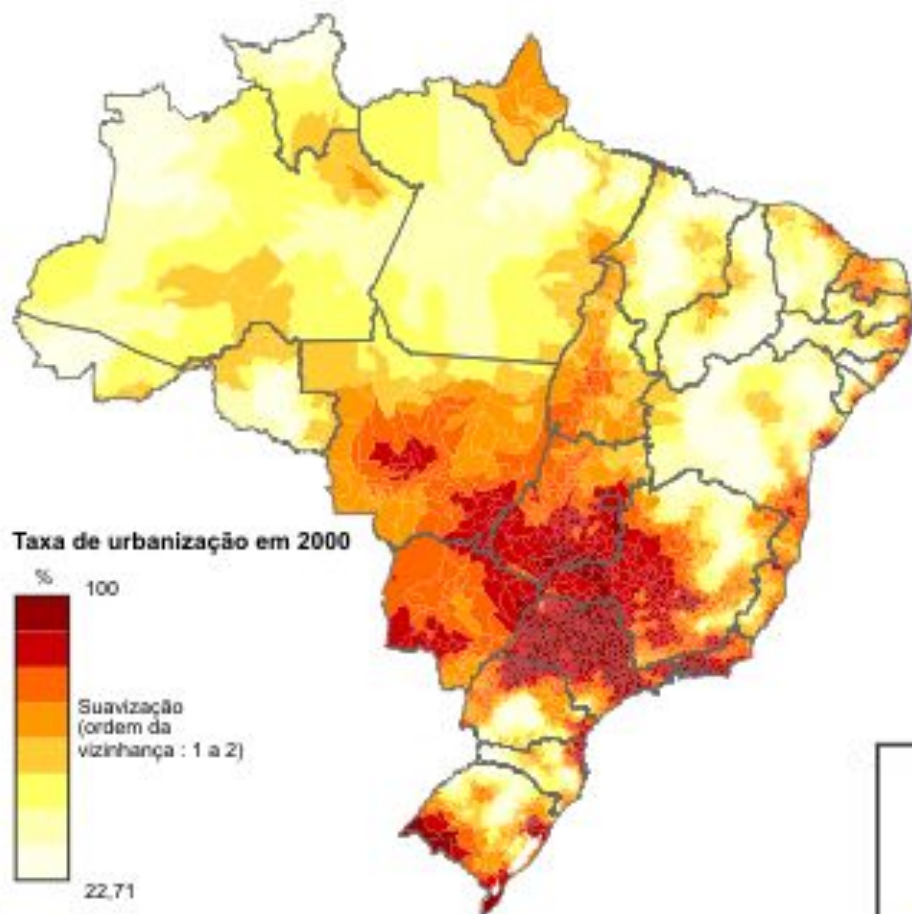 Taxa de urbanização em 2000
%
100
Suavização
(ordem da
vizinhança : 1 a 2)
22,71